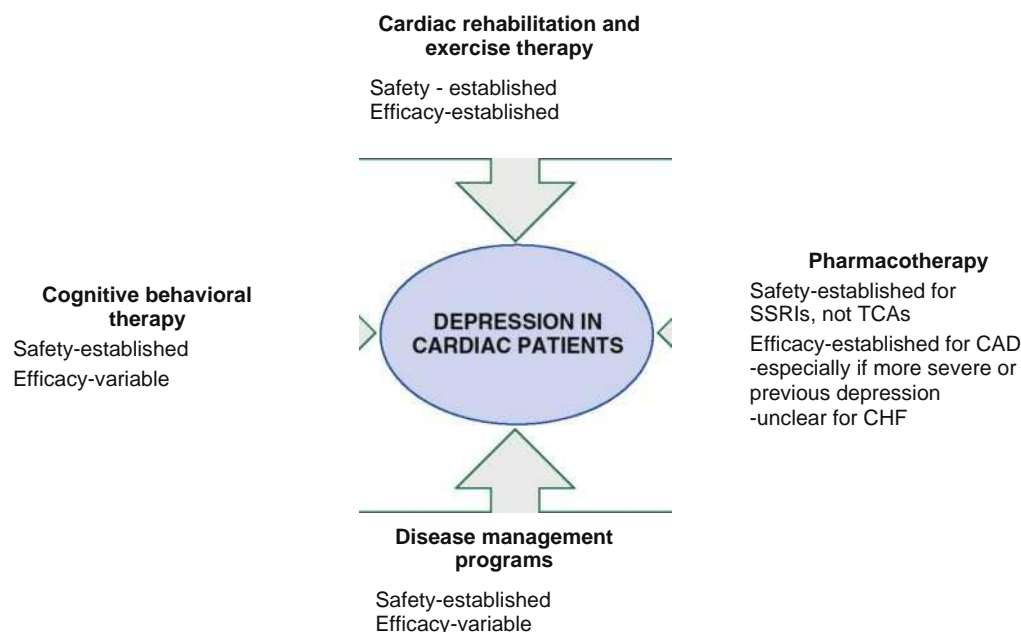 Cardiac rehabilitation and
exercise therapy
Safety - established
Efficacy-established
Cognitive behavioral
therapy
Safety-established
Efficacy-variable
DEPRESSION IN
CARDIAC PATIENTS
Pharmacotherapy
Safety-established for
SSRIs, not TCAs
Efficacy-established for CAD
-especially if more severe or
previous depression
-unclear for CHF
Disease management
programs
Safety-established
Efficacy-variable